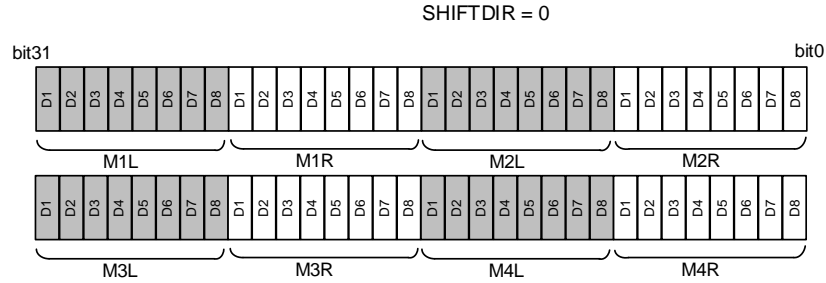 SHIFTDIR = 0
bit31 bit0
D1 D2 D3 D4 D5 D6 D7 D8 D1 D2 D3 D4 D5 D6 D7 D8 D1 D2 D3 D4 D5 D6 D7 D8 D1 D2 D3 D4 D5 D6 D7 D8
M1L M1R M2L M2R
D1 D2 D3 D4 D5 D6 D7 D8 D1 D2 D3 D4 D5 D6 D7 D8 D1 D2 D3 D4 D5 D6 D7 D8 D1 D2 D3 D4 D5 D6 D7 D8
M3L M3R M4L M4R